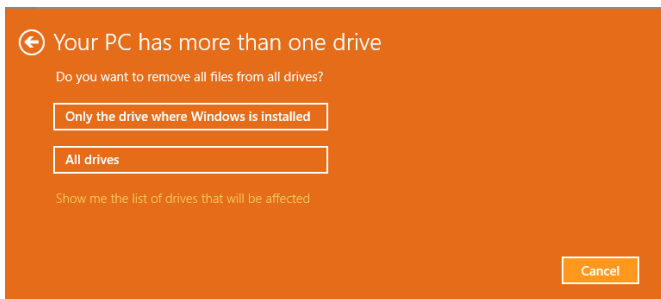 Your PC has more than one drive
Do you want to remove all files from all drives?
Only the drive where Windows is installed
All drives
Show me the list of drives that will be affected
Cancel